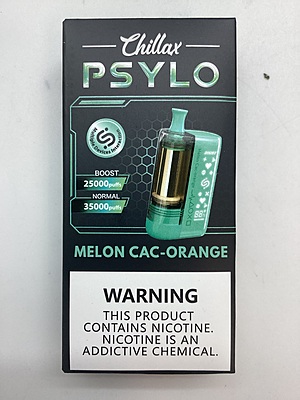 Chillax
PSYLO
BOOST
25000puffs
NORMAL
35000puffs
MELON CAC-ORANGE
WARNING
THIS PRODUCT
CONTAINS NICOTINE.
NICOTINE IS AN
ADDICTIVE CHEMICAL.